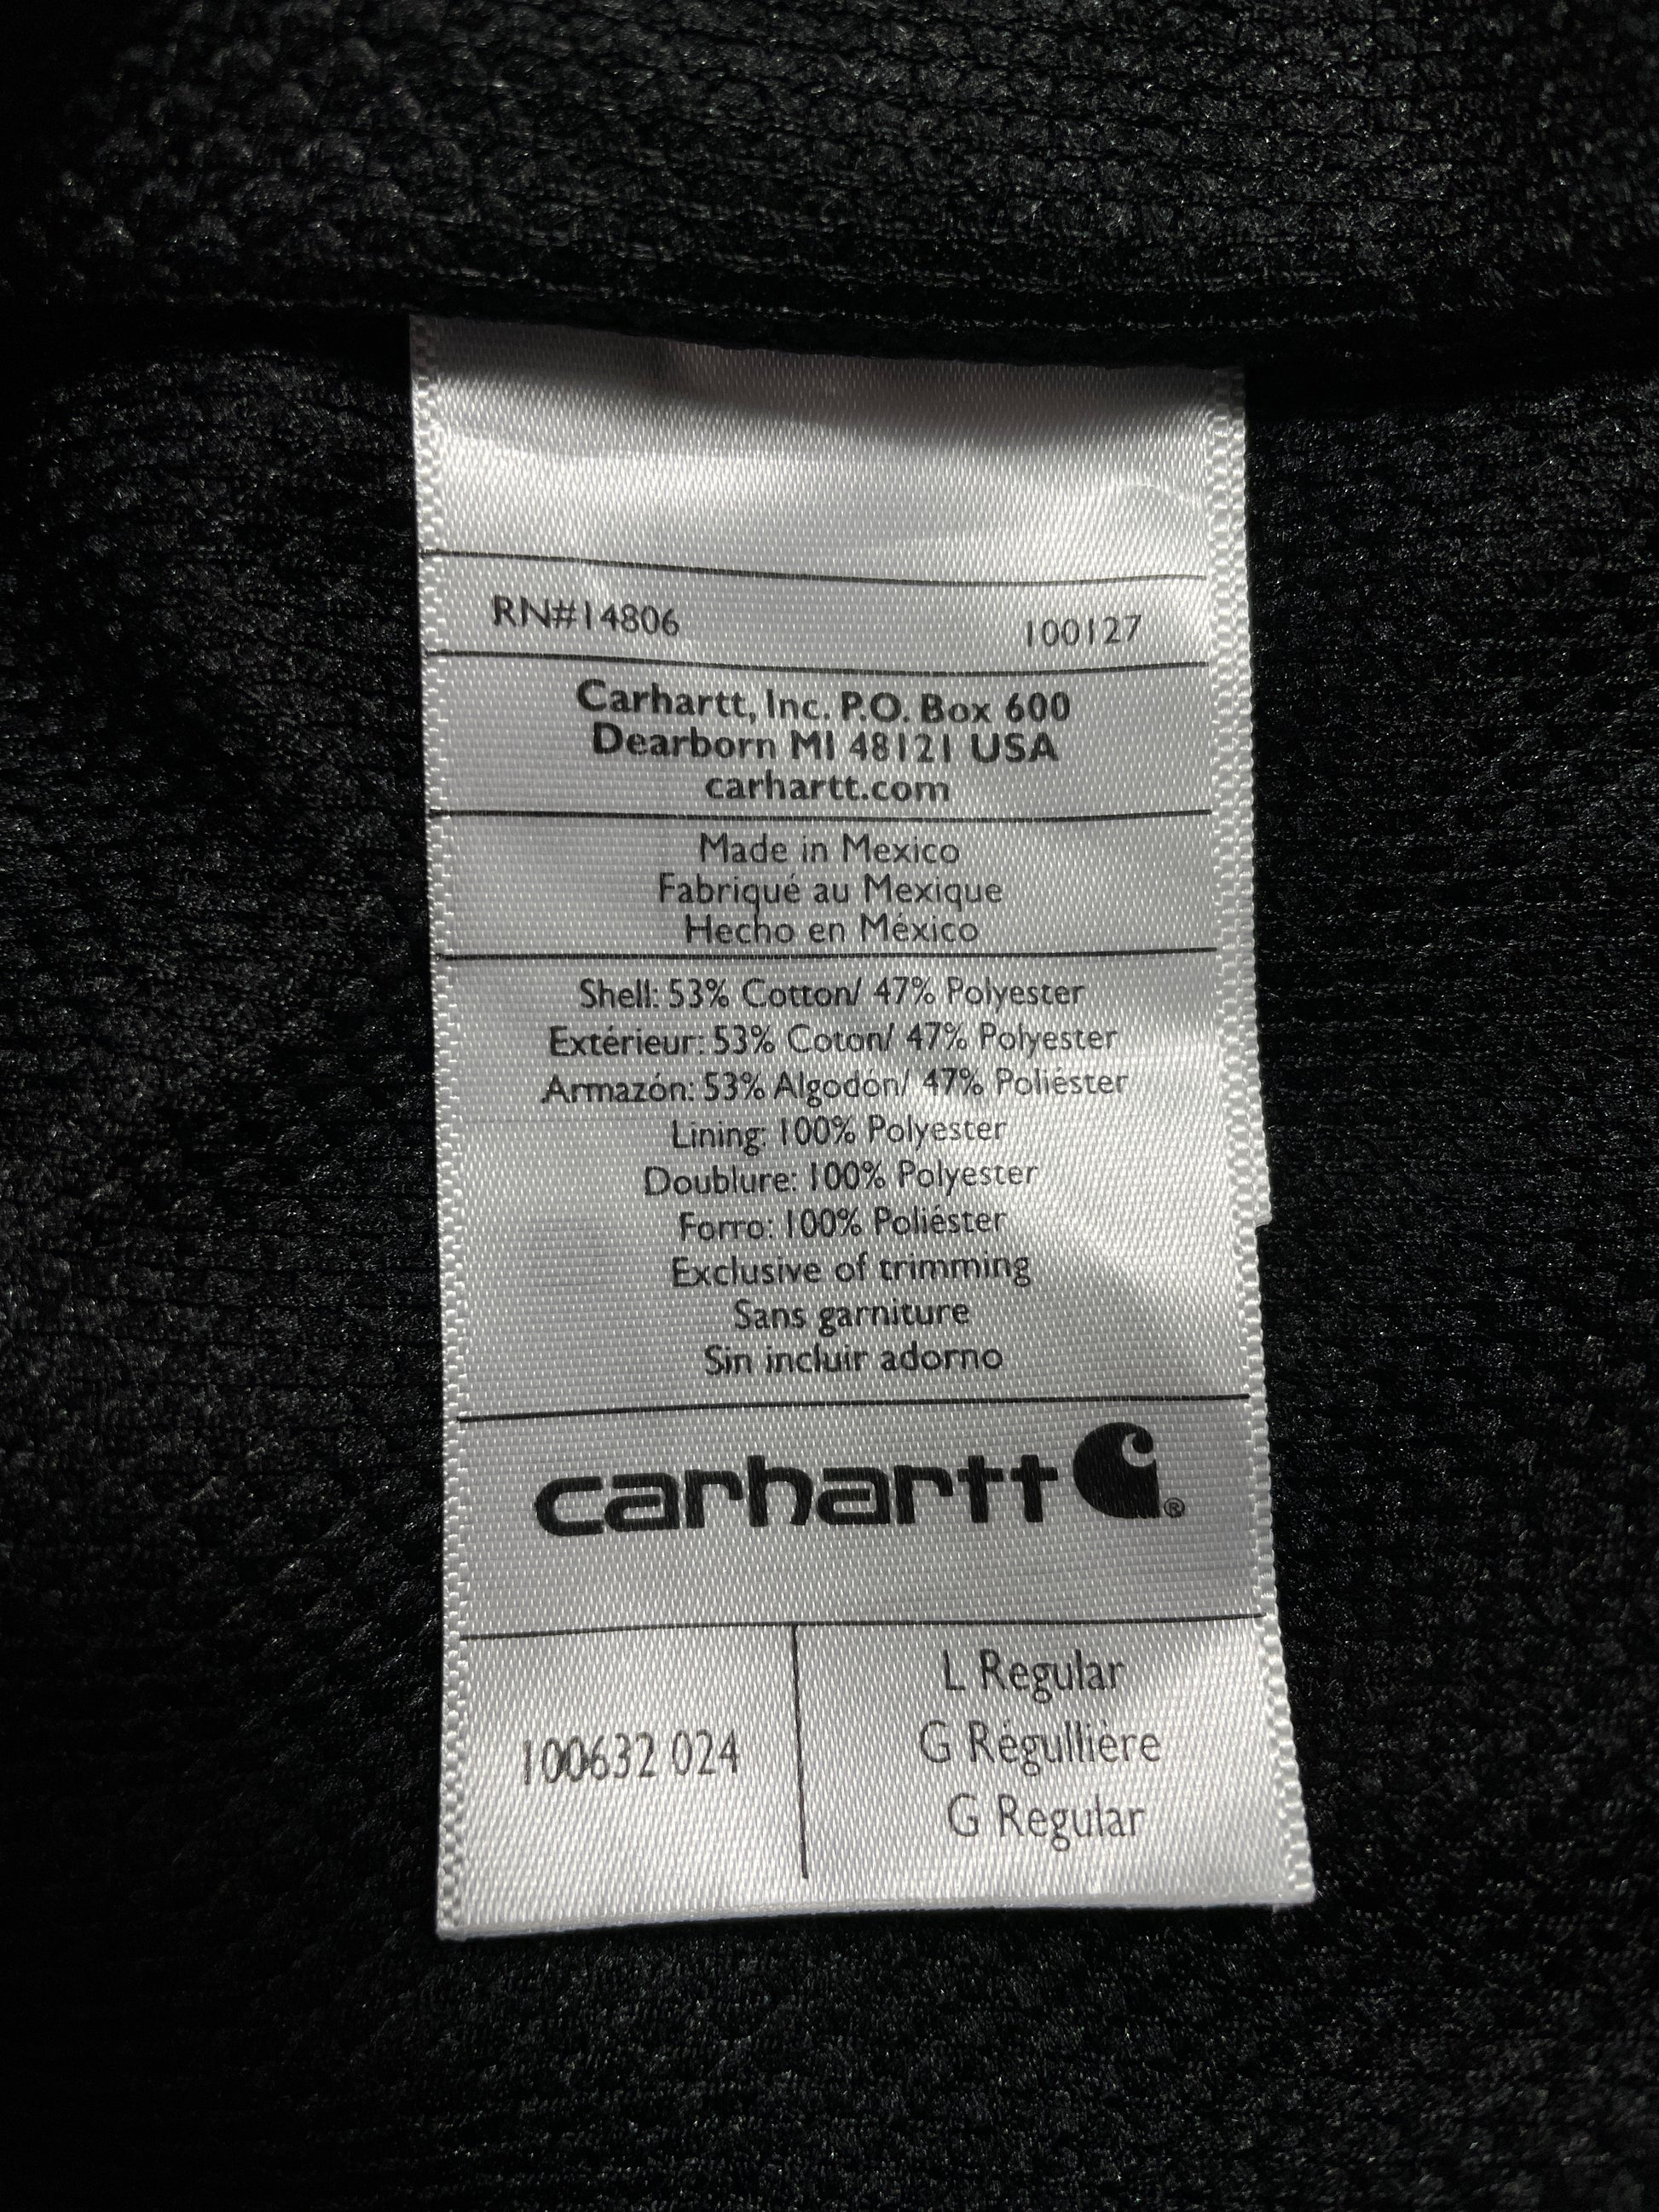 RN#14806 100127
Carhartt, Inc. P.O. Box 600
Dearborn MI 48121 USA
carhartt.com
Made in Mexico
Fabriqué au Mexique
Hecho en México
Shell: 53% Cotton/ 47% Polyester
Extérieur: 53% Coton/ 47% Polyester
Armazón: 53% Algodón/ 47% Poliéster
Lining: 100% Polyester
Doublure: 100% Polyester
Forro: 100% Poliéster
Exclusive of trimming
Sans garniture
Sin incluir adorno
carhartt ®
100632 024
L Regular
G Régullière
G Regular